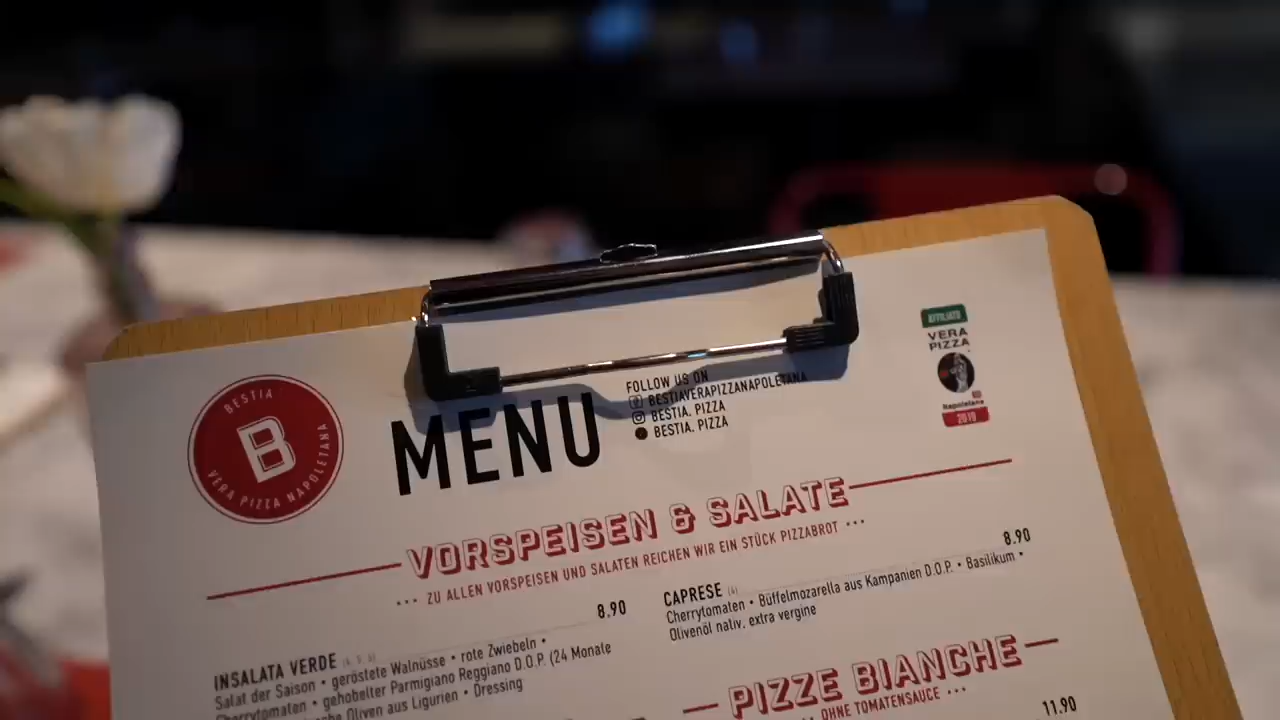 BESTIA
B
VERA PIZZA NAPOLETANA
MENU
FOLLOW US ON
BESTIAVERAPIZZANAPOLETANA
BESTIA. PIZZA
BESTIA. PIZZA
AFFILIATO
VERA
PIZZA
Napoletana
2019
VORSPEISEN & SALATE
••• ZU ALLEN VORSPEISEN UND SALATEN REICHEN WIR EIN STÜCK PIZZABROT •••
8.90
INSALATA VERDE
Salat der Saison • geröstete Walnüsse • rote Zwiebeln •
Cherrytomaten • gehobelter Parmigiano Reggiano D.O.P. (24 Monate
Oliven aus Ligurien • Dressing
8.90
CAPRESE (4)
Cherrytomaten • Büffelmozarella aus Kampanien D.O.P. • Basilikum •
Olivenöl nativ, extra vergine
PIZZE BIANCHE
OHNE TOMATENSAUCE •••
11.90